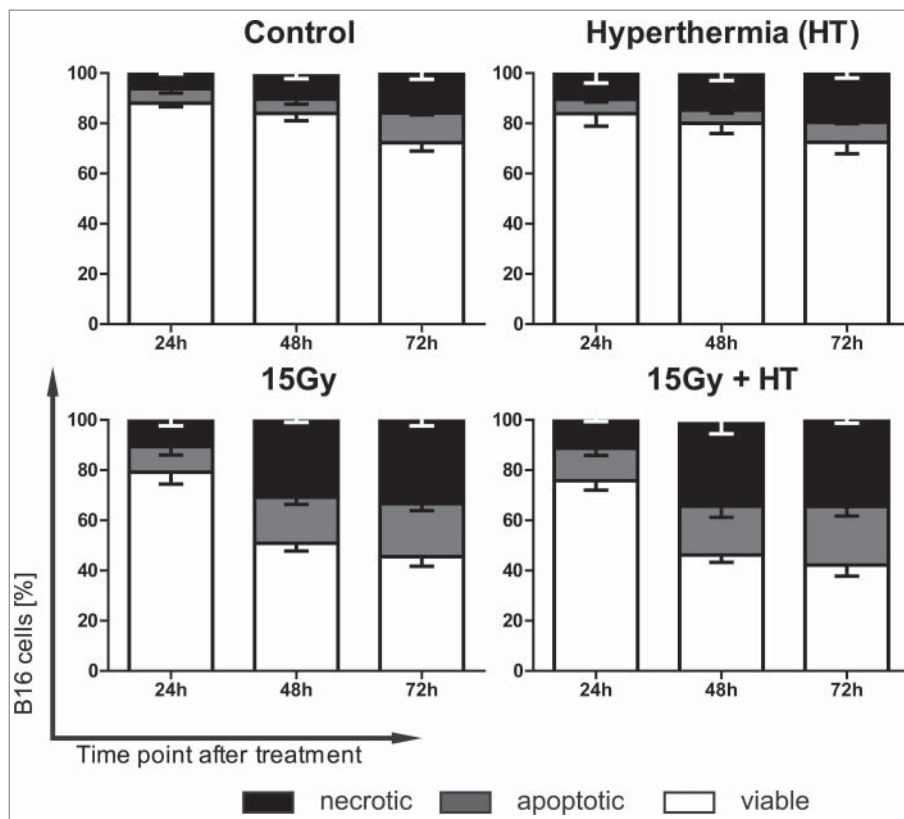 Control
Hyperthermia (HT)
100
80
60
40
20
0
24h
48h
72h
100
80
60
40
20
0
24h
48h
72h
15Gy
15Gy + HT
100
80
60
40
20
0
24h
48h
72h
100
80
60
40
20
0
24h
48h
72h
B16 cells [%]
Time point after treatment
necrotic
apoptotic
viable